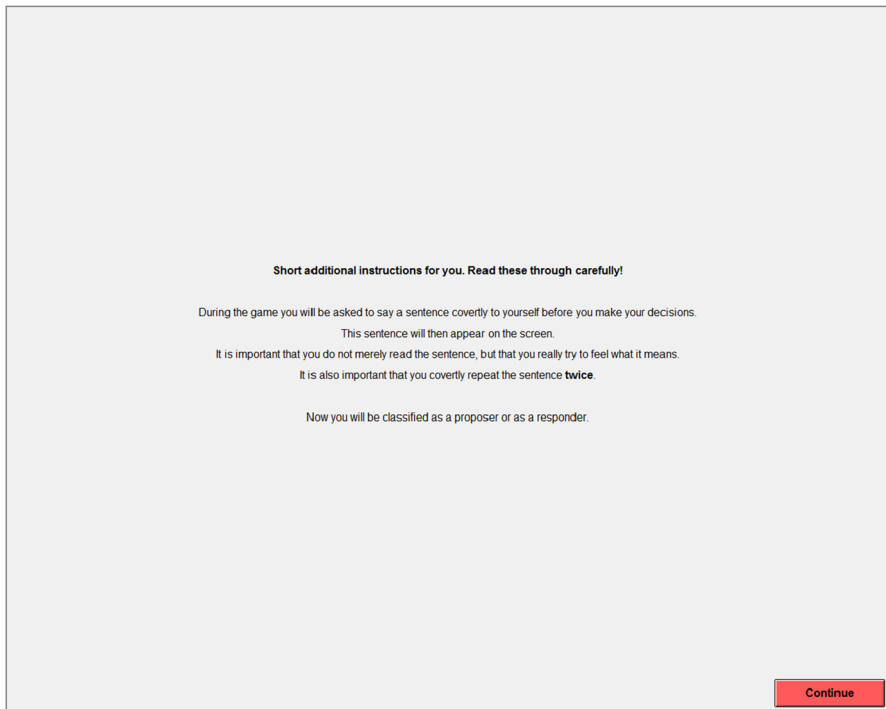 Short additional instructions for you. Read these through carefully!
During the game you will be asked to say a sentence covertly to yourself before you make your decisions.
This sentence will then appear on the screen.
It is important that you do not merely read the sentence, but that you really try to feel what it means.
It is also important that you covertly repeat the sentence twice.
Now you will be classified as a proposer or as a responder.
Continue